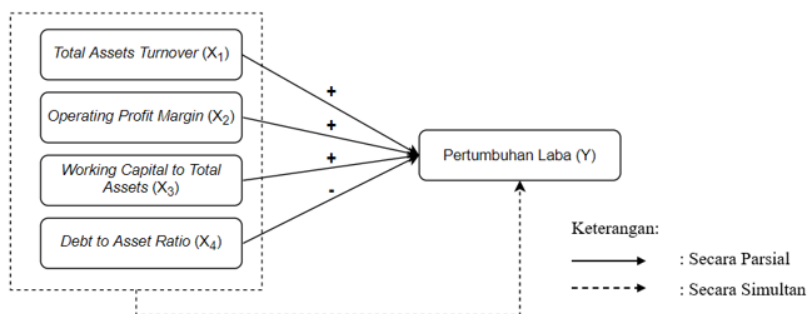 Total Assets Turnover (X1)
+
Operating Profit Margin (X2)
+
Working Capital to Total
Assets (X3)
+
Pertumbuhan Laba (Y)
-
Debt to Asset Ratio (X4)
Keterangan:
: Secara Parsial
: Secara Simultan